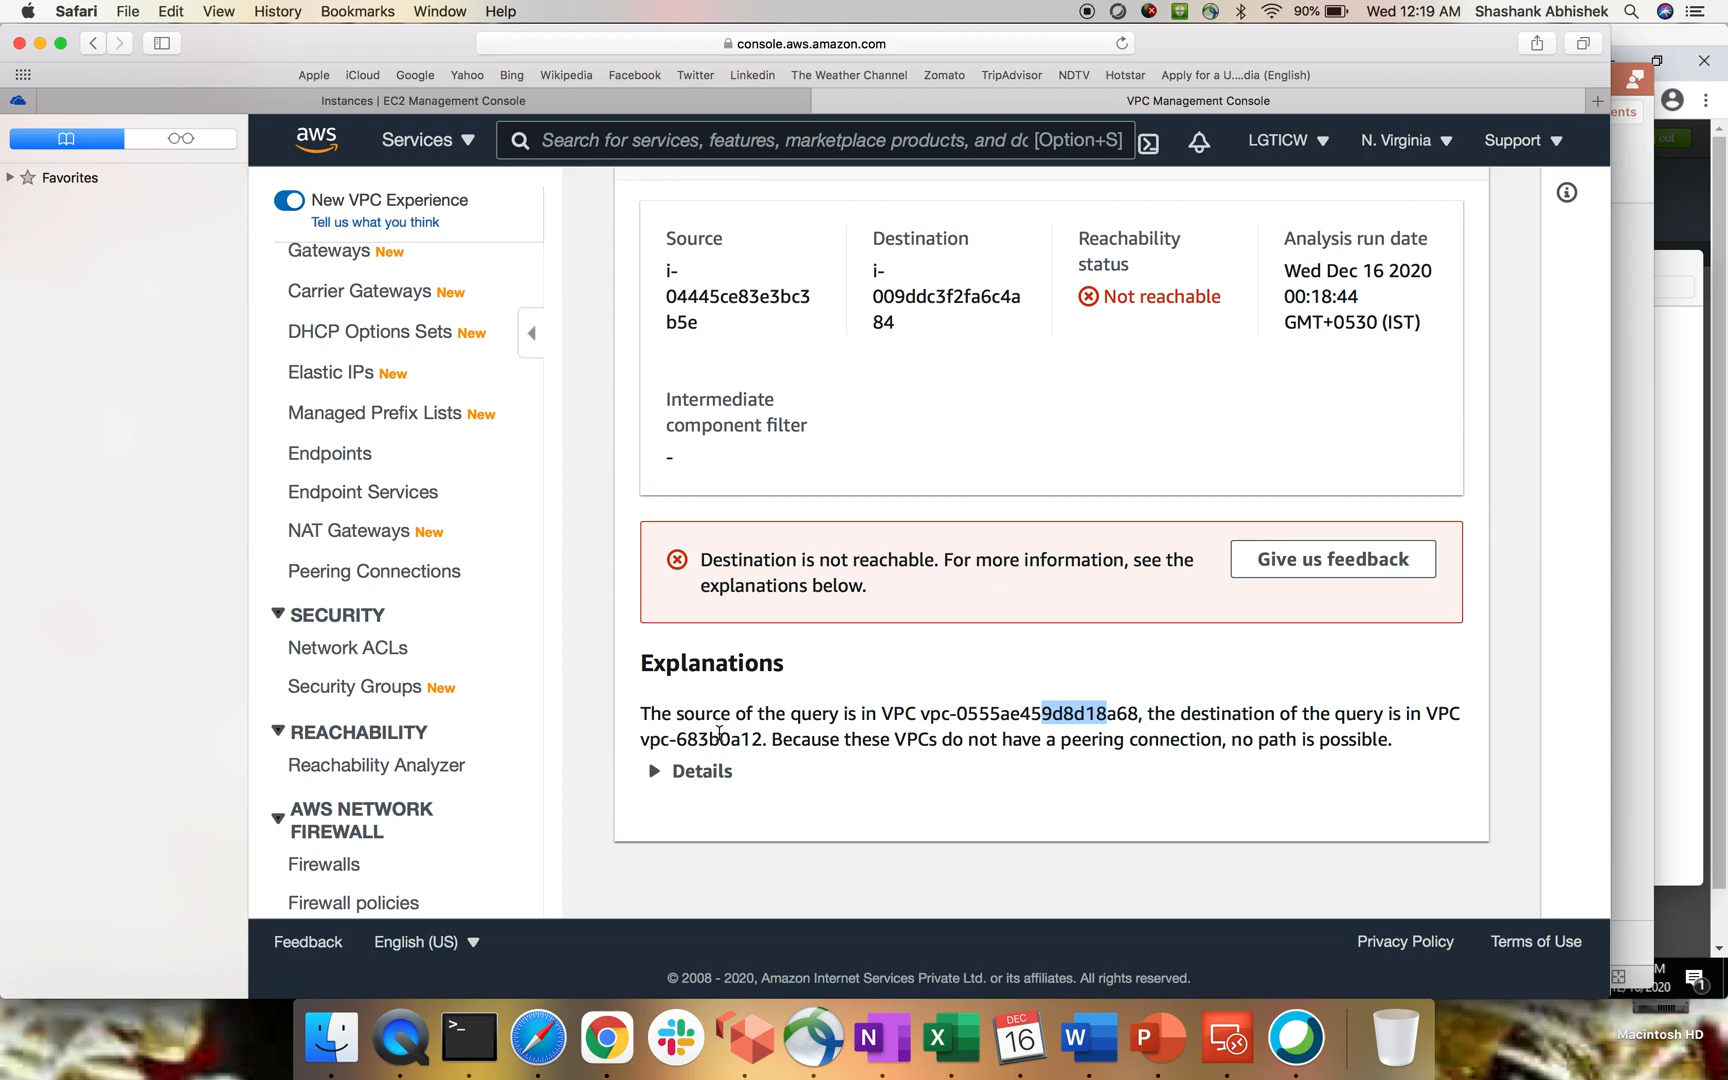 Safari File Edit View History Bookmarks Window Help
90% Wed 12:19 AM Shashank Abhishek
console.aws.amazon.com
Apple iCloud Google Yahoo Bing Wikipedia Facebook Twitter Linkedin The Weather Channel Zomato TripAdvisor NDTV Hotstar Apply for a U....dia (English)
Instances | EC2 Management Console
VPC Management Console
ents
out
Favorites
aws Services Search for services, features, marketplace products, and dc [Option+S] LGTICW N. Virginia Support
New VPC Experience
Tell us what you think
Gateways New
Carrier Gateways New
DHCP Options Sets New
Elastic IPs New
Managed Prefix Lists New
Endpoints
Endpoint Services
NAT Gateways New
Peering Connections
SECURITY
Network ACLs
Security Groups New
REACHABILITY
Reachability Analyzer
AWS NETWORK
FIREWALL
Firewalls
Firewall policies
Source
i-
04445ce83e3bc3
b5e
Destination
i-
009ddc3f2fa6c4a
84
Reachability
status
Not reachable
Analysis run date
Wed Dec 16 2020
00:18:44
GMT+0530 (IST)
Intermediate
component filter
-
Destination is not reachable. For more information, see the
explanations below.
Give us feedback
Explanations
The source of the query is in VPC vpc-0555ae459d8d18a68, the destination of the query is in VPC
vpc-683b0a12. Because these VPCs do not have a peering connection, no path is possible.
Details
Feedback English (US) Privacy Policy Terms of Use
© 2008 - 2020, Amazon Internet Services Private Ltd. or its affiliates. All rights reserved.
M
/2020
1
Macintosh HD
>_
N
X
DEC
16
W
P